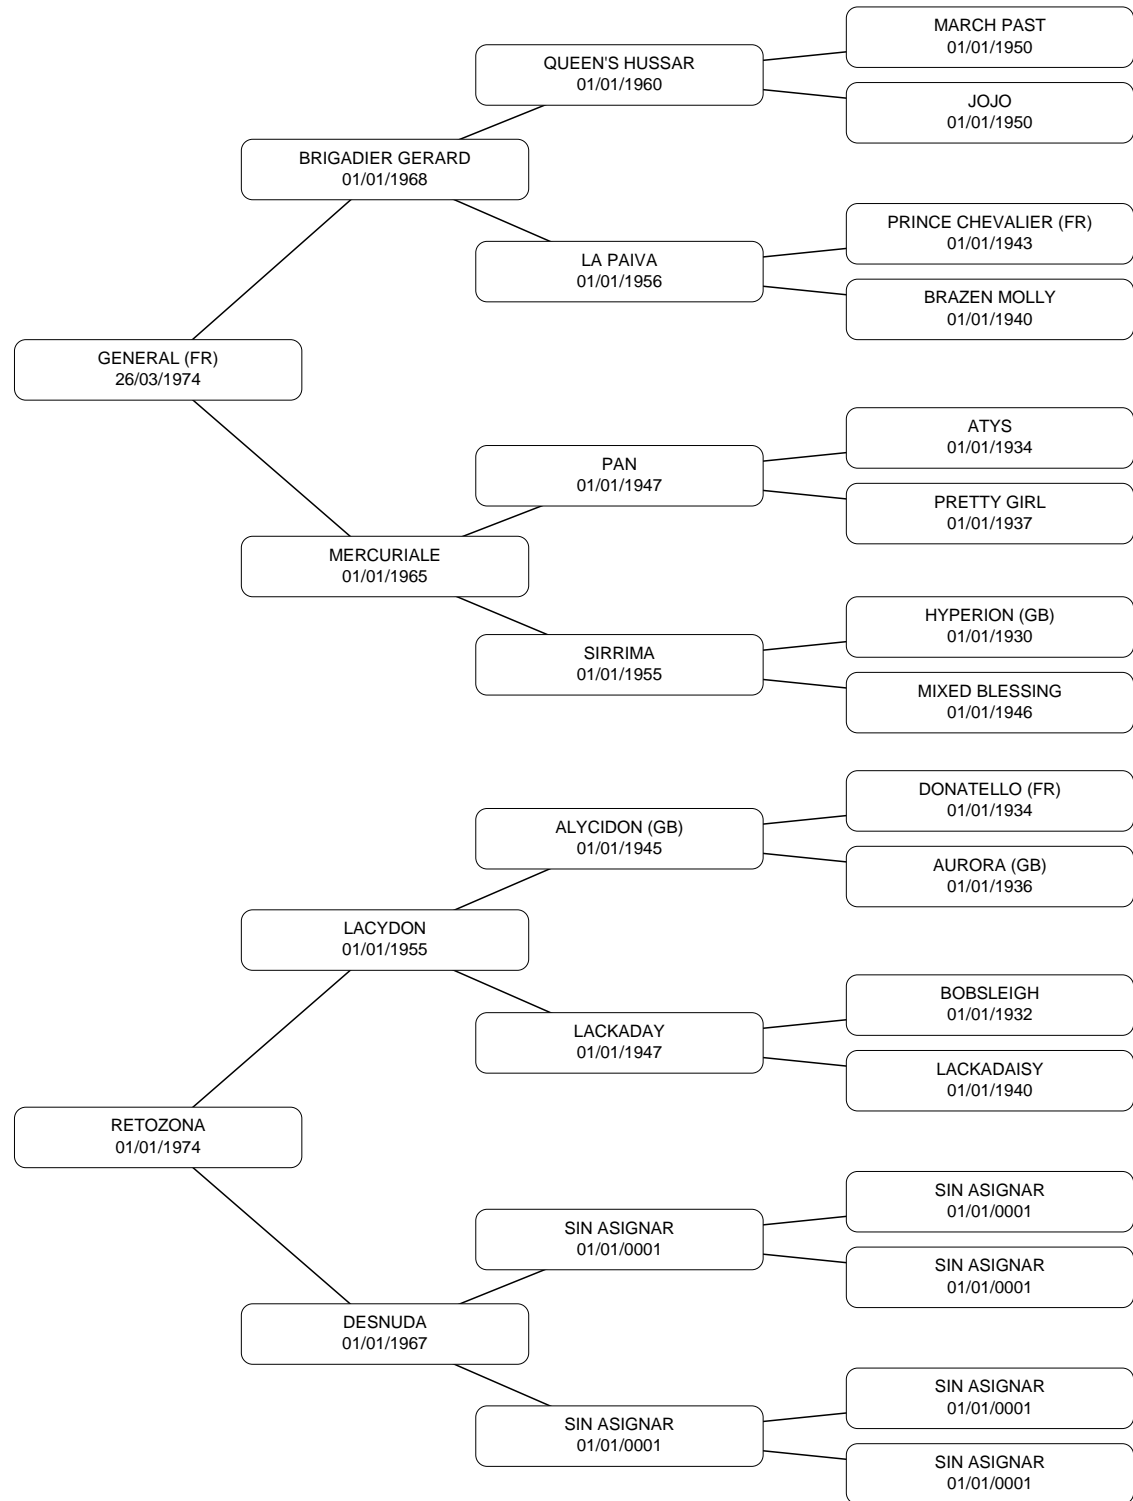 MARCH PAST
01/01/1950
QUEEN'S HUSSAR
01/01/1960
JOJO
01/01/1950
BRIGADIER GERARD
01/01/1968
PRINCE CHEVALIER (FR)
01/01/1943
LA PAIVA
01/01/1956
BRAZEN MOLLY
01/01/1940
GENERAL (FR)
26/03/1974
ATYS
01/01/1934
PAN
01/01/1947
PRETTY GIRL
01/01/1937
MERCURIALE
01/01/1965
HYPERION (GB)
01/01/1930
SIRRIMA
01/01/1955
MIXED BLESSING
01/01/1946
DONATELLO (FR)
01/01/1934
ALYCIDON (GB)
01/01/1945
AURORA (GB)
01/01/1936
LACYDON
01/01/1955
BOBSLEIGH
01/01/1932
LACKADAY
01/01/1947
LACKADAISY
01/01/1940
RETOZONA
01/01/1974
SIN ASIGNAR
01/01/0001
SIN ASIGNAR
01/01/0001
SIN ASIGNAR
01/01/0001
DESNUDA
01/01/1967
SIN ASIGNAR
01/01/0001
SIN ASIGNAR
01/01/0001
SIN ASIGNAR
01/01/0001